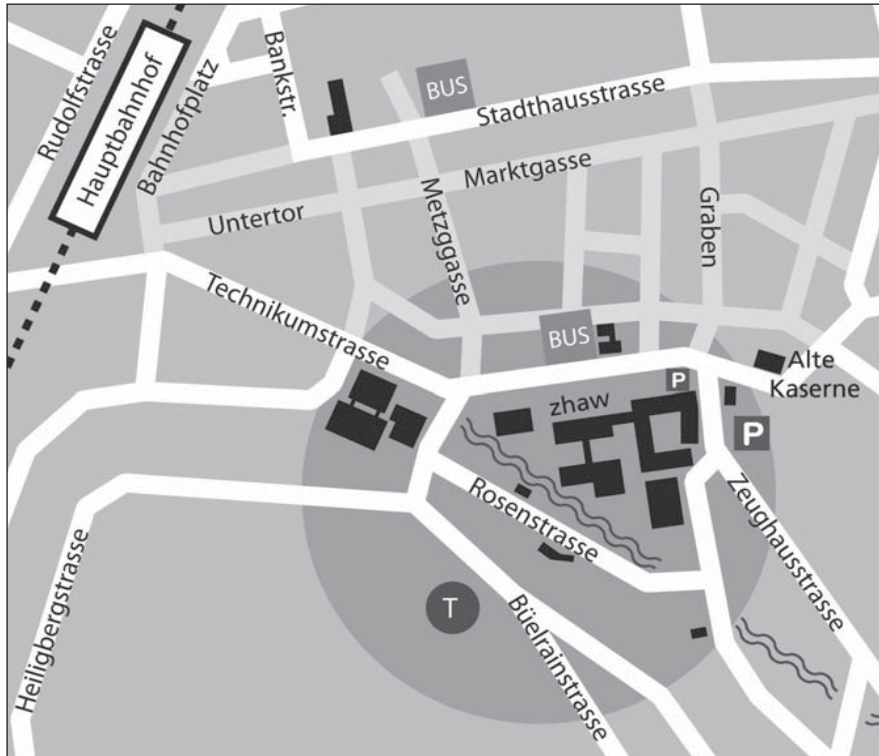 Rudolfstrasse
Hauptbahnhof
Bahnhofplatz
Bankstr.
BUS
Stadthausstrasse
Marktgasse
Untertor
Metzggasse
Graben
Technikumstrasse
BUS
P
Alte
Kaserne
zhaw
P
Rosenstrasse
Zeughausstrasse
Heiligbergstrasse
T
Büelrainstrasse